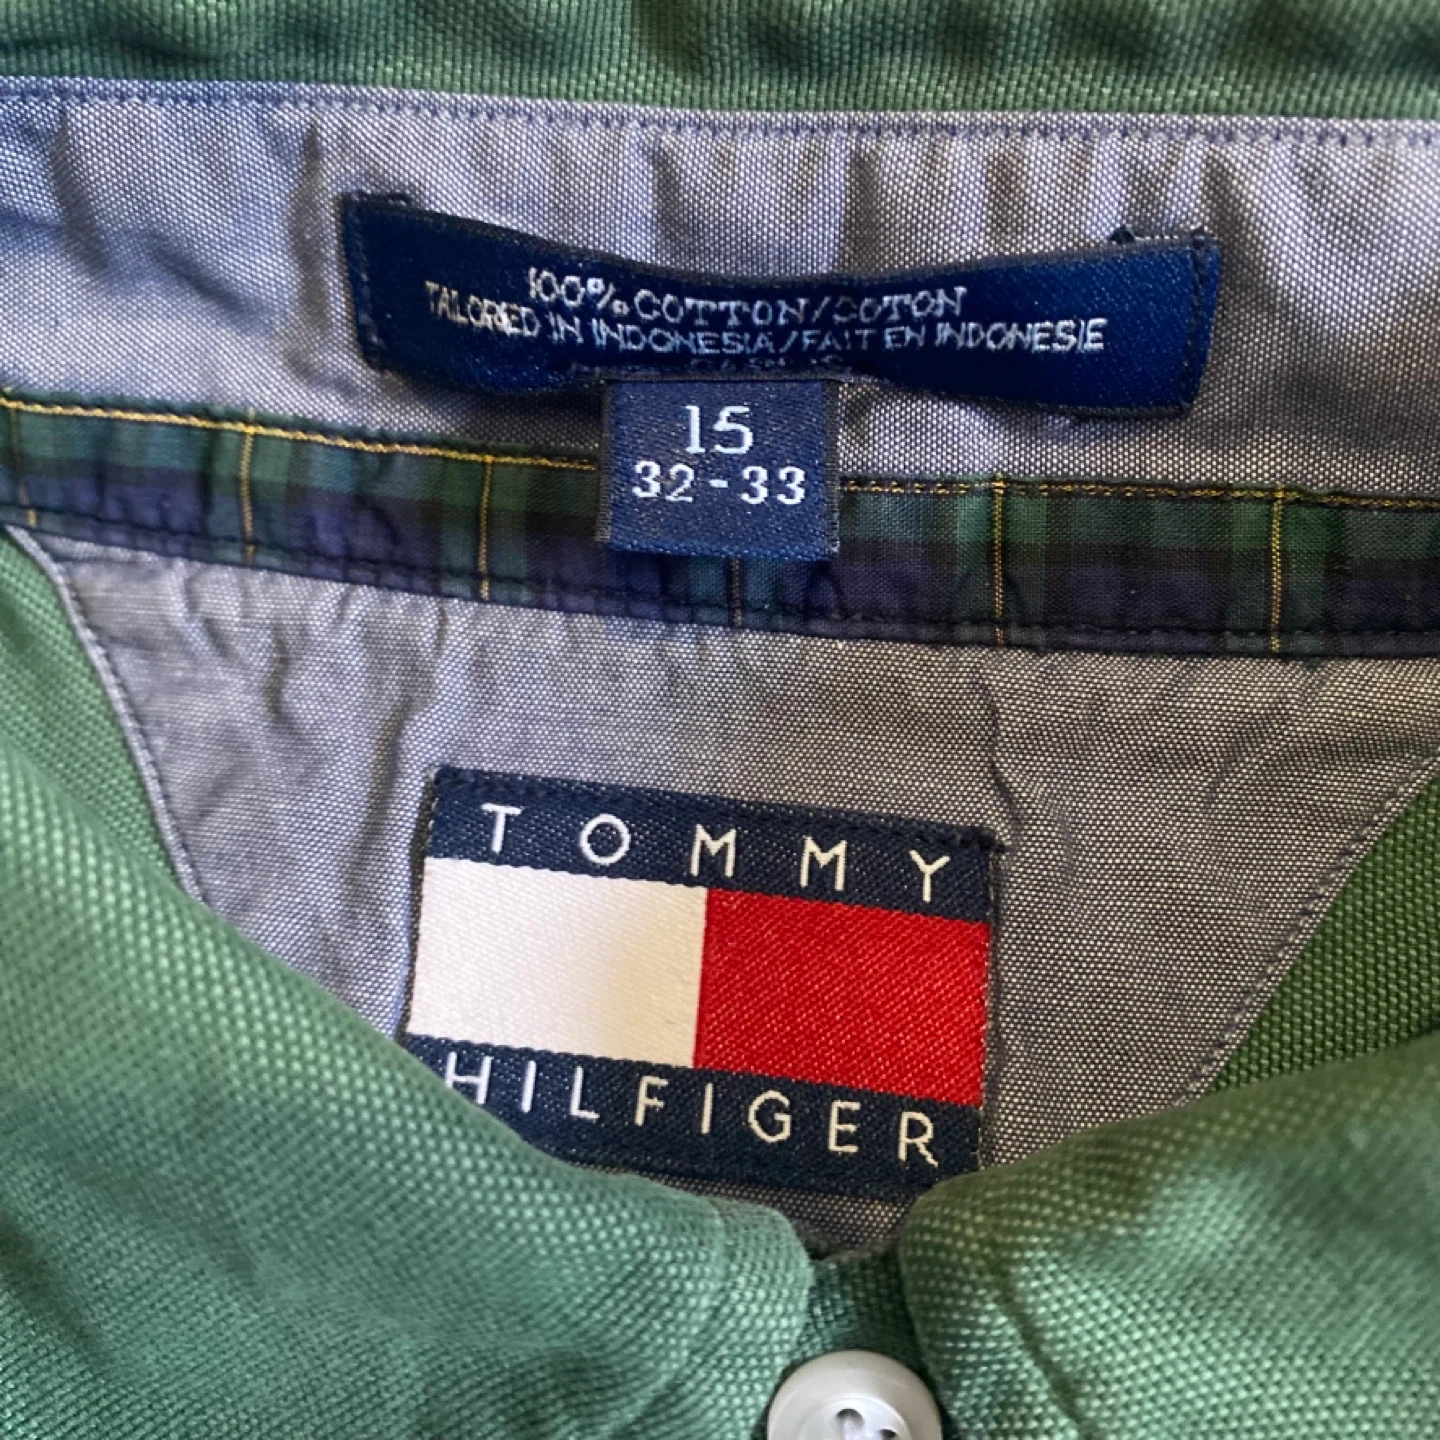 100% COTTON/COTON
TAILORED IN INDONESIA/FAIT EN INDONESIE
15
32-33
TOMMY
HILFIGER